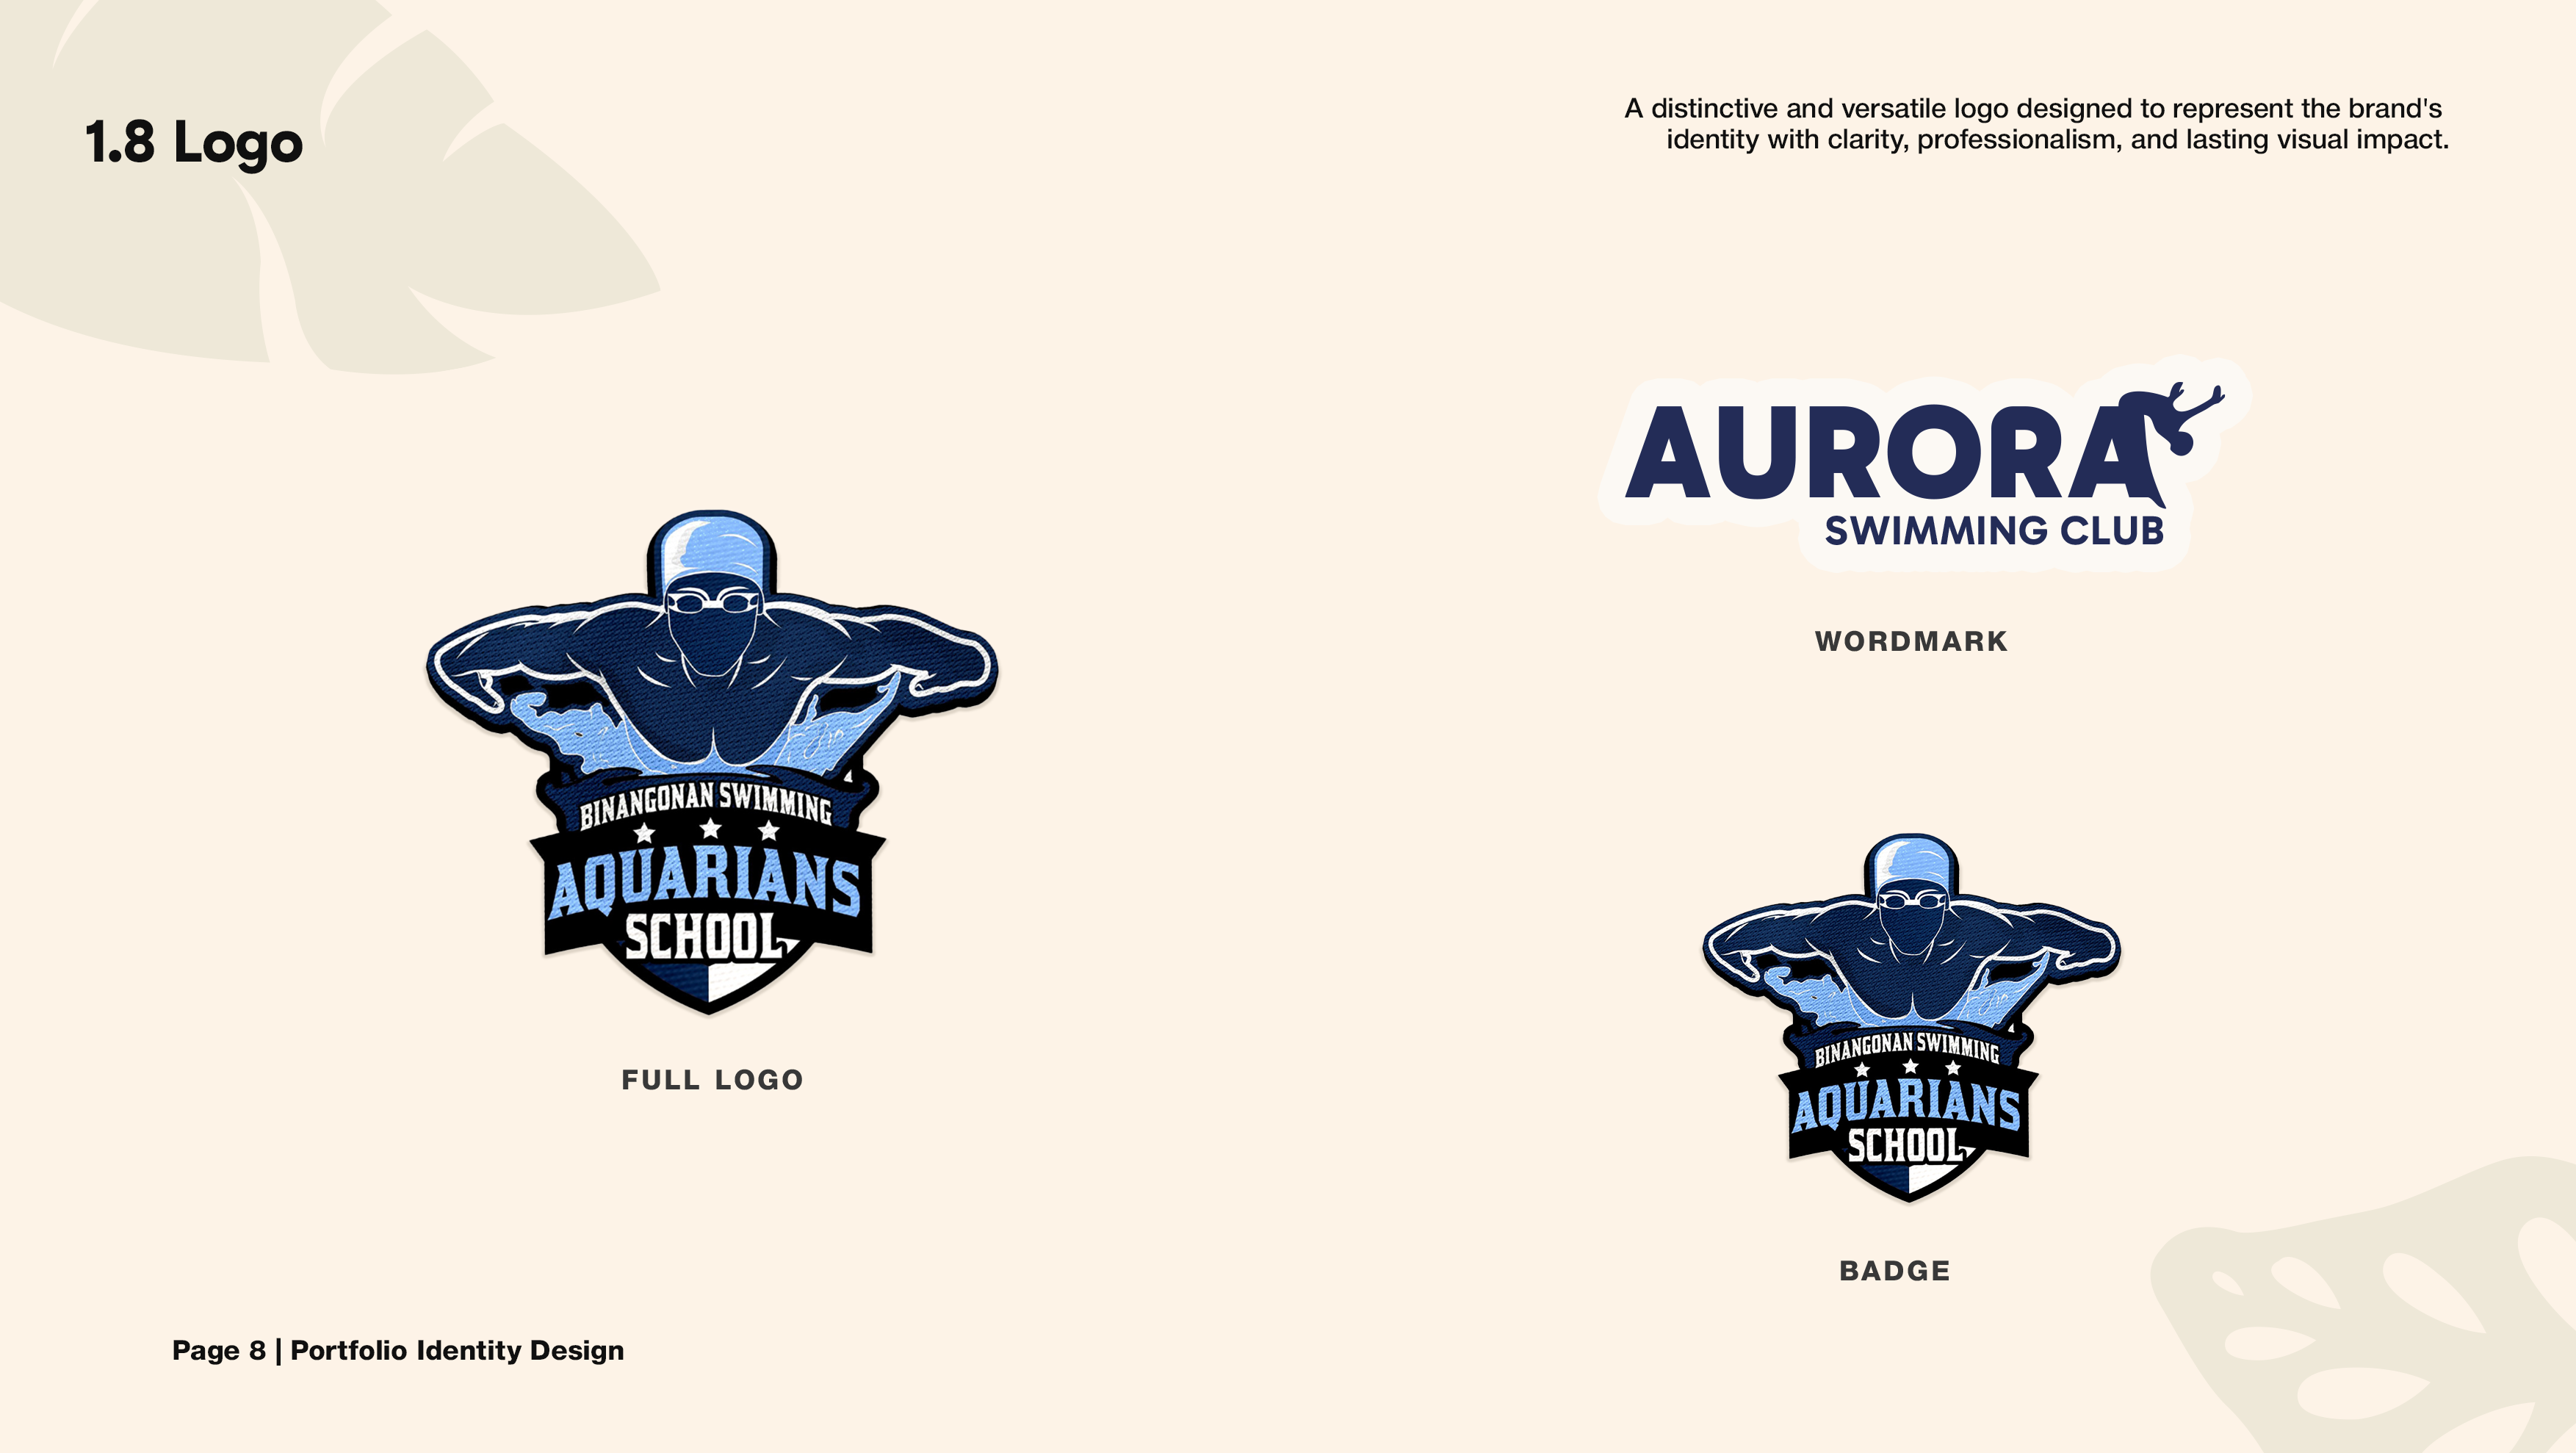 1.8 Logo
A distinctive and versatile logo designed to represent the brand's
identity with clarity, professionalism, and lasting visual impact.
BINANGONAN SWIMMING
AQUARIANS
SCHOOL
FULL LOGO
AURORA
SWIMMING CLUB
WORDMARK
BINANGONAN SWIMMING
AQUARIANS
SCHOOL
BADGE
Page 8 | Portfolio Identity Design